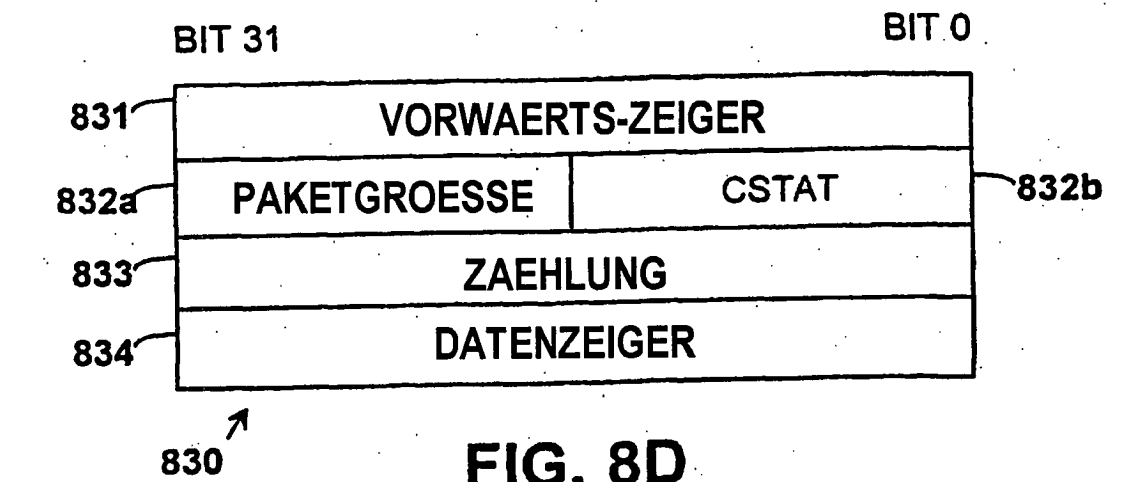 BIT 31 BIT 0
831 VORWAERTS-ZEIGER
832a PAKETGROESSE CSTAT 832b
833 ZAEHLUNG
834 DATENZEIGER
830 FIG. 8D